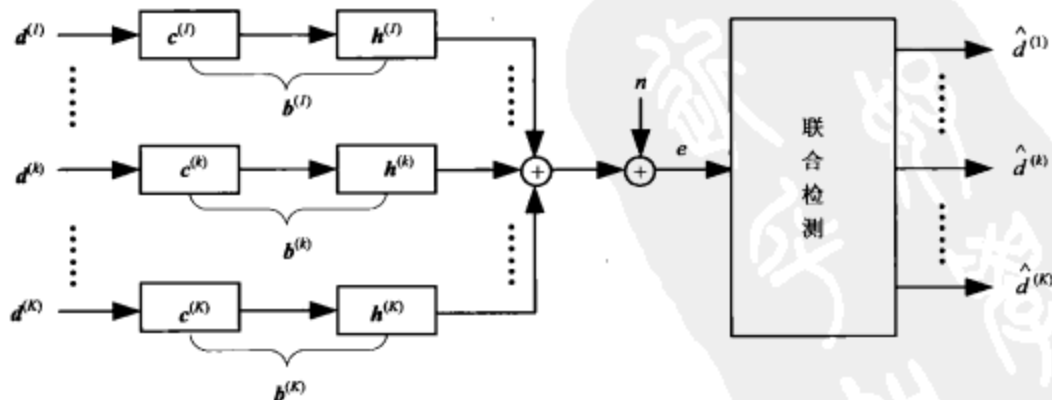 d^(1) c^(1) h^(1)
b^(1)
d^(k) c^(k) h^(k)
b^(k)
d^(K) c^(K) h^(K)
b^(K)
n
e
联合检测
d̂^(1)
d̂^(k)
d̂^(K)